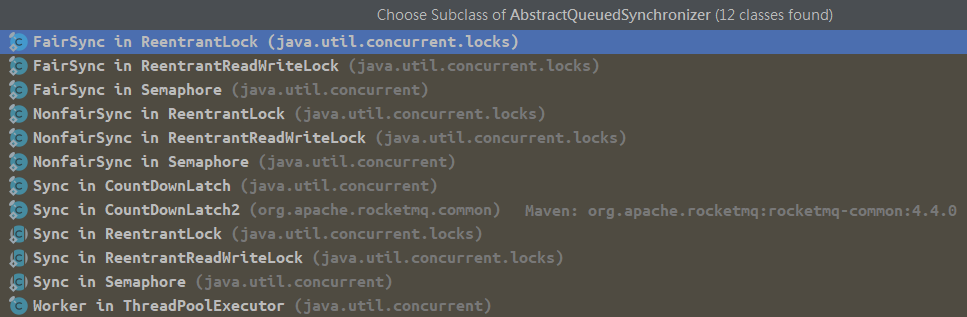 Choose Subclass of AbstractQueuedSynchronizer (12 classes found)
FairSync in ReentrantLock (java.util.concurrent.locks)
FairSync in ReentrantReadWriteLock (java.util.concurrent.locks)
FairSync in Semaphore (java.util.concurrent)
NonfairSync in ReentrantLock (java.util.concurrent.locks)
NonfairSync in ReentrantReadWriteLock (java.util.concurrent.locks)
NonfairSync in Semaphore (java.util.concurrent)
Sync in CountDownLatch (java.util.concurrent)
Sync in CountDownLatch2 (org.apache.rocketmq.common) Maven: org.apache.rocketmq:rocketmq-common:4.4.0
Sync in ReentrantLock (java.util.concurrent.locks)
Sync in ReentrantReadWriteLock (java.util.concurrent.locks)
Sync in Semaphore (java.util.concurrent)
Worker in ThreadPoolExecutor (java.util.concurrent)